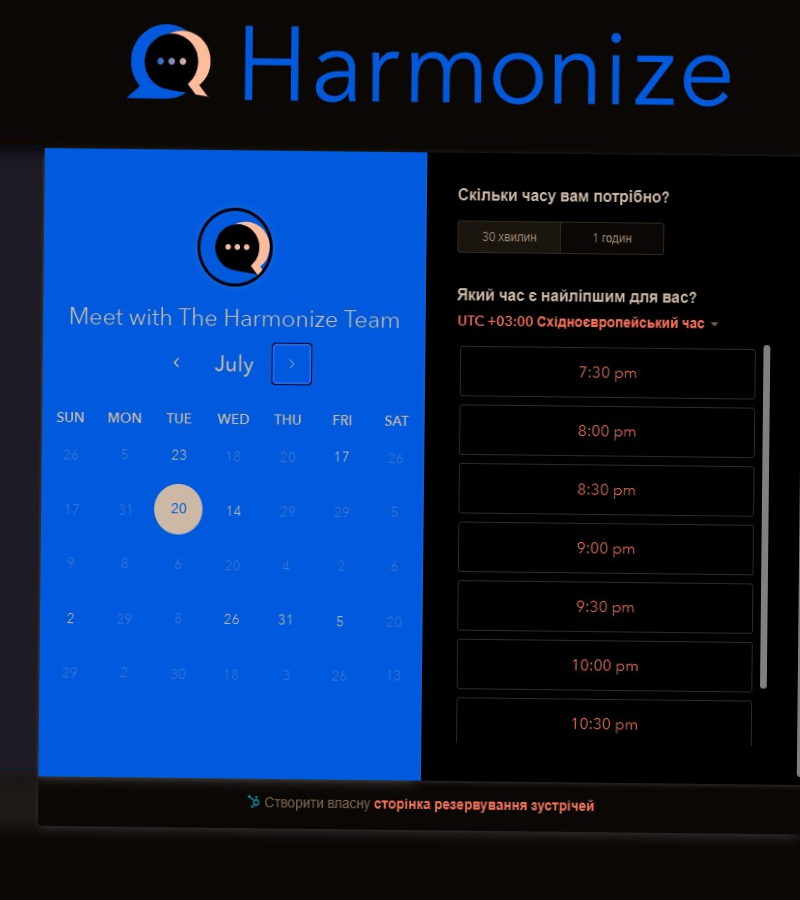 Harmonize
Meet with The Harmonize Team
July
SUN MON TUE WED THU FRI SAT
26 5 23 18 20 17 26
17 31 20 14 29 29 5
9 8 6 20 4 2 6
2 29 8 26 31 5 20
29 2 30 18 3 26 13
Скільки часу вам потрібно?
30 хвилин 1 годин
Який час є найліпшим для вас?
UTC +03:00 Східноєвропейський час
7:30 pm
8:00 pm
8:30 pm
9:00 pm
9:30 pm
10:00 pm
10:30 pm
Створити власну сторінка резервування зустрічей